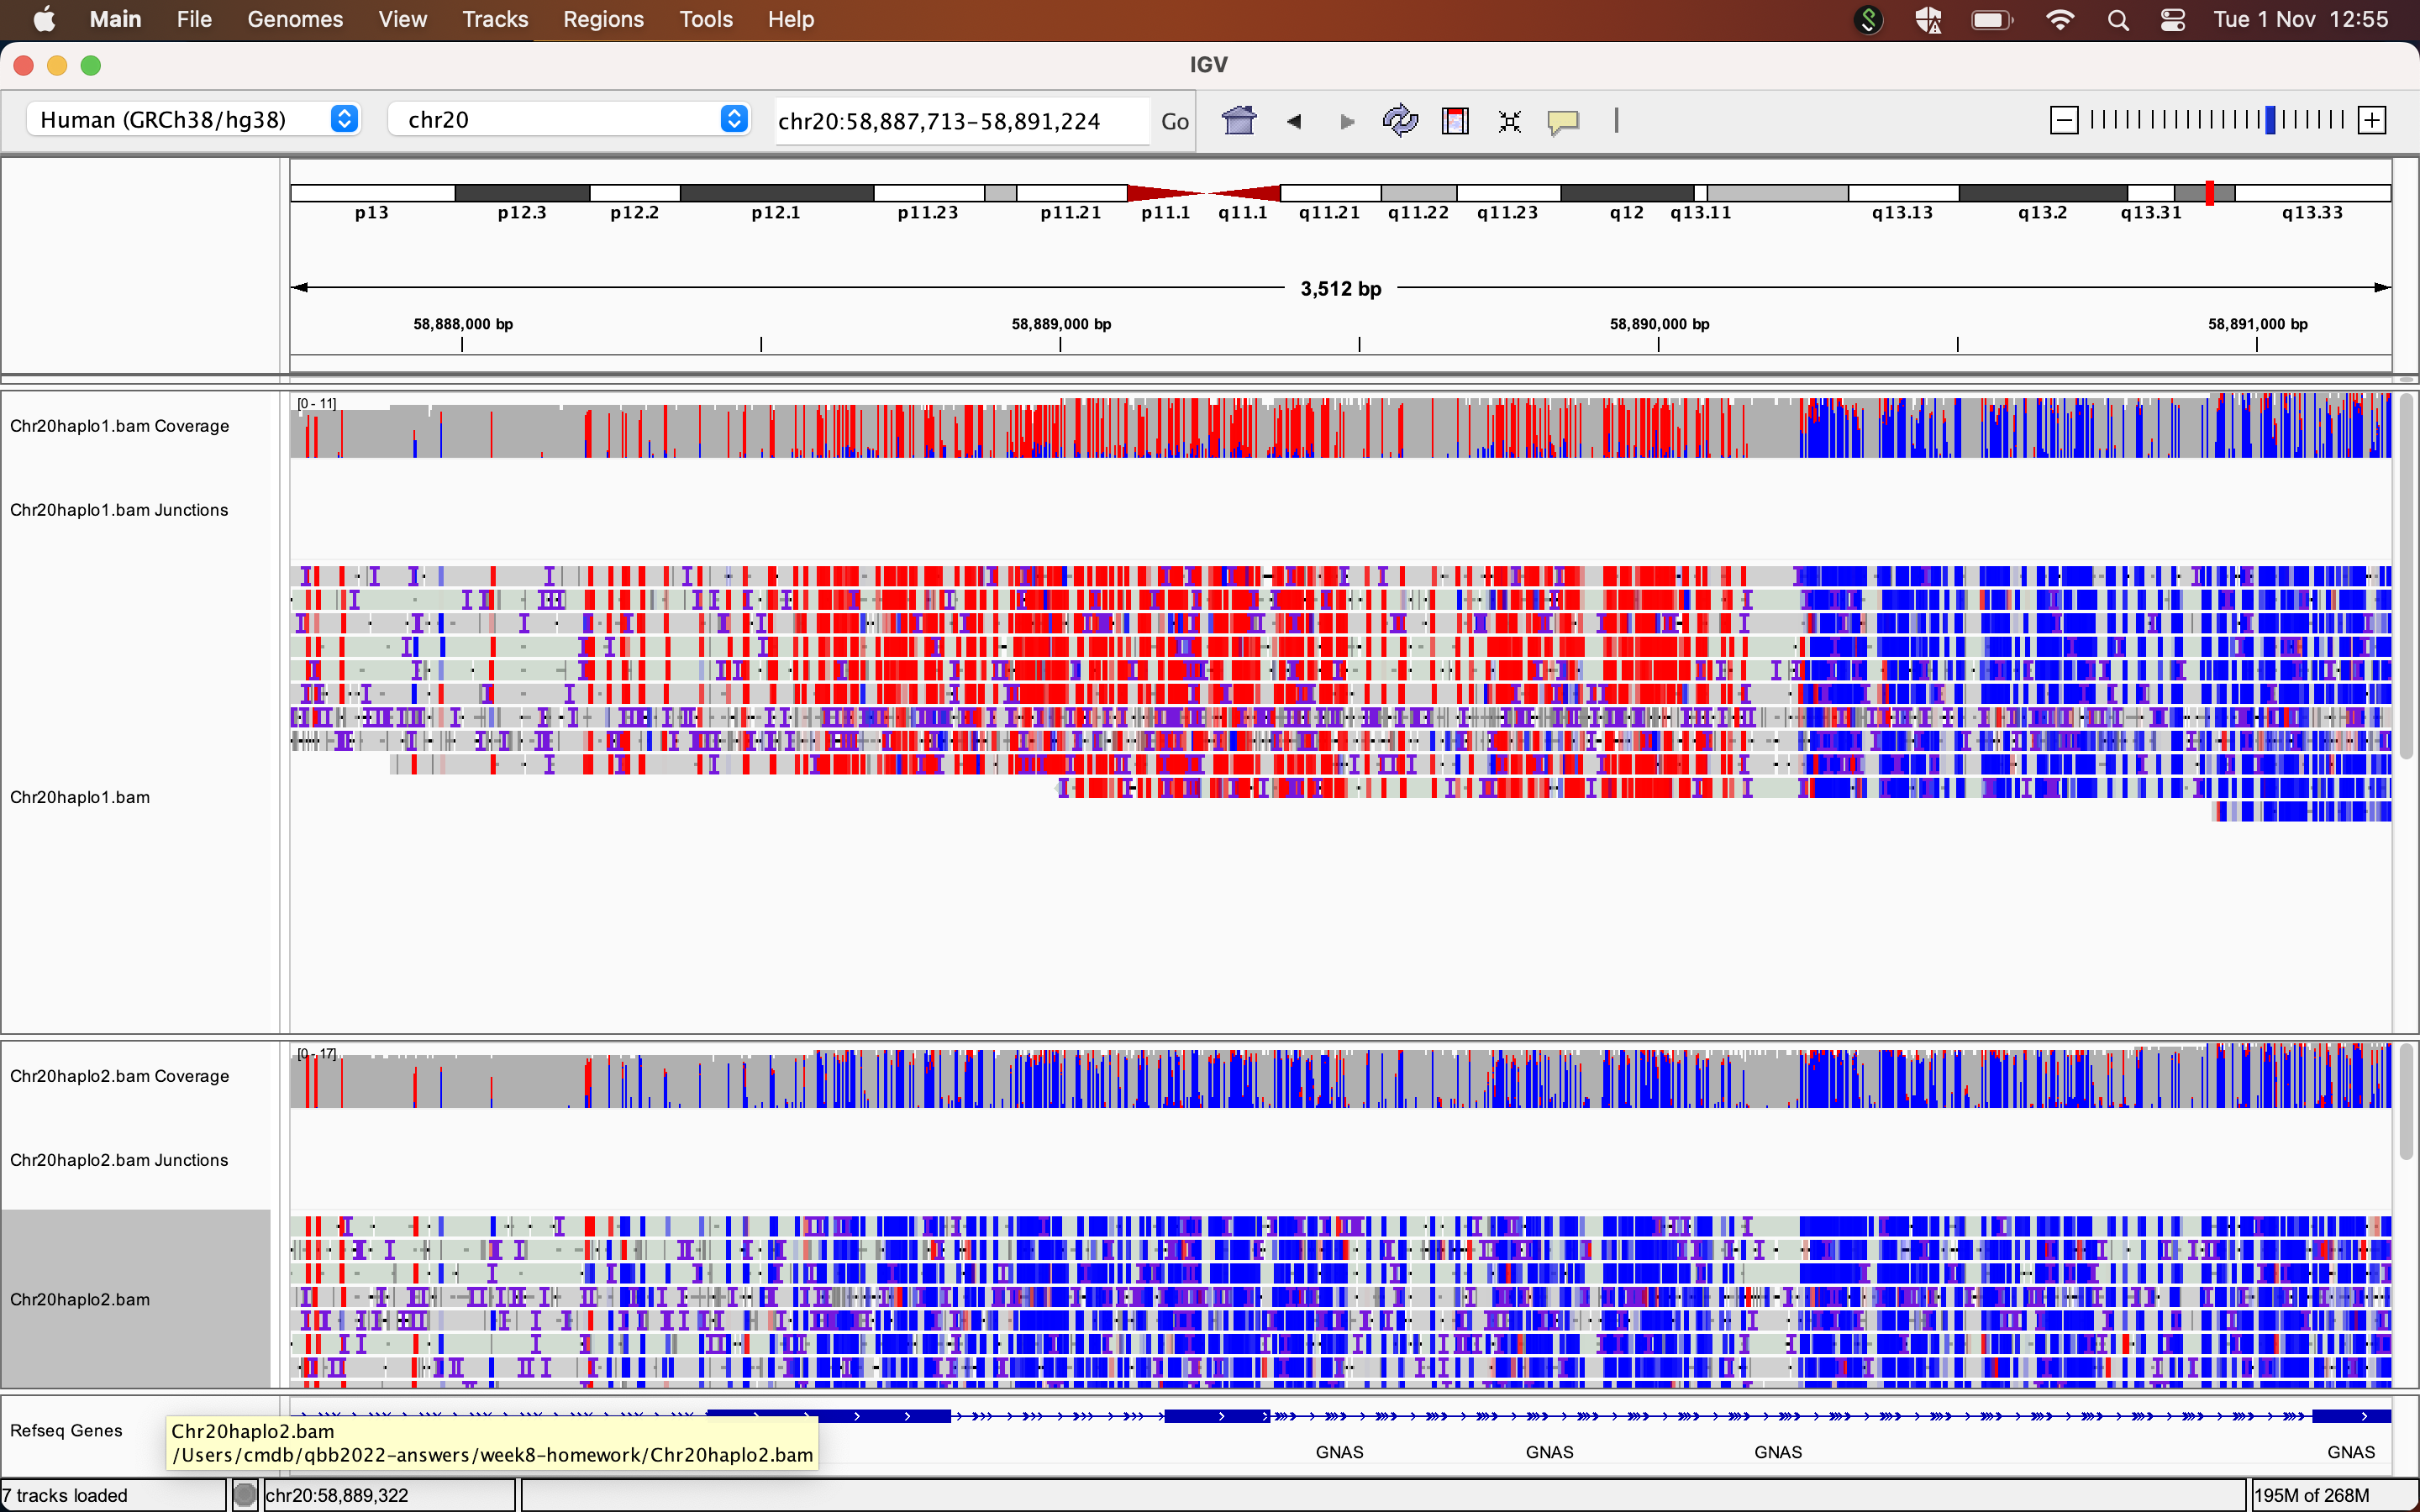 Main File Genomes View Tracks Regions Tools Help Tue 1 Nov 12:55
IGV
Human (GRCh38/hg38) chr20 chr20:58,887,713-58,891,224 Go
p13 p12.3 p12.2 p12.1 p11.23 p11.21 p11.1 q11.1 q11.21 q11.22 q11.23 q12 q13.11 q13.13 q13.2 q13.31 q13.33
3,512 bp
58,888,000 bp 58,889,000 bp 58,890,000 bp 58,891,000 bp
[0 - 11]
Chr20haplo1.bam Coverage
Chr20haplo1.bam Junctions
Chr20haplo1.bam
[0 - 17]
Chr20haplo2.bam Coverage
Chr20haplo2.bam Junctions
Chr20haplo2.bam
Refseq Genes
Chr20haplo2.bam
/Users/cmdb/qbb2022-answers/week8-homework/Chr20haplo2.bam
GNAS GNAS GNAS GNAS
7 tracks loaded chr20:58,889,322 195M of 268M